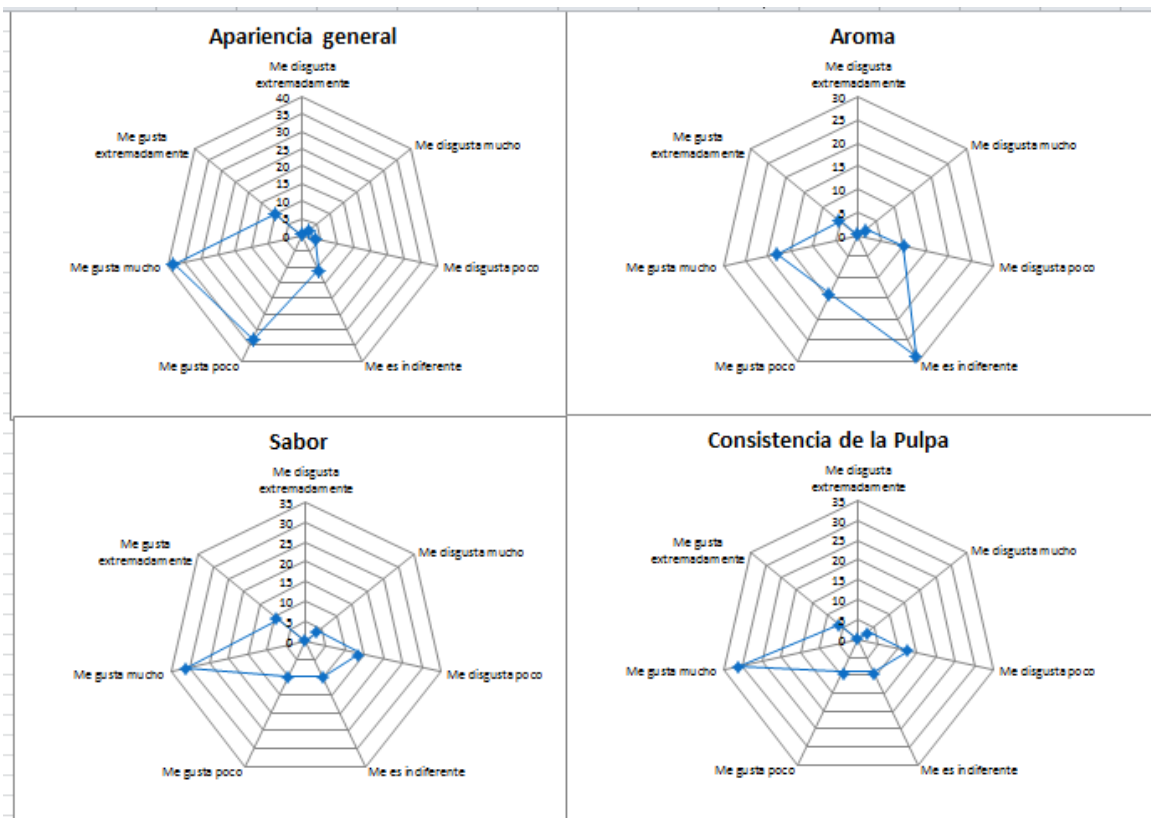 Apariencia general
Me disgusta
extremadamente
40
35
30
25
20
15
10
5
0
Me disgusta mucho
Me disgusta poco
Me es indiferente
Me gusta poco
Me gusta mucho
Me gusta
extremadamente
Aroma
Me disgusta
extremadamente
30
25
20
15
10
5
0
Me disgusta mucho
Me disgusta poco
Me es indiferente
Me gusta poco
Me gusta mucho
Me gusta
extremadamente
Sabor
Me disgusta
extremadamente
35
30
25
20
15
10
5
0
Me disgusta mucho
Me disgusta poco
Me es indiferente
Me gusta poco
Me gusta mucho
Me gusta
extremadamente
Consistencia de la Pulpa
Me disgusta
extremadamente
35
30
25
20
15
10
5
0
Me disgusta mucho
Me disgusta poco
Me es indiferente
Me gusta poco
Me gusta mucho
Me gusta
extremadamente